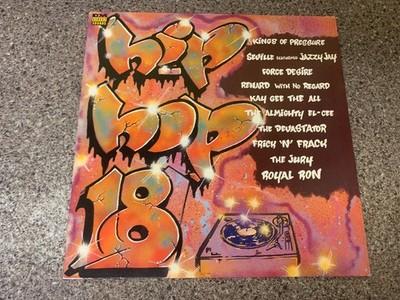 hip
hop
18
KINGS OF PRESSURE
SEVILLE FEATURING JAZZY JAY
FORCE DESIRE
REHARD WITH NO REGARD
KAY GEE THE ALL
THE ALMIGHTY EL-CEE
THE DEVASTATOR
FRICK 'N' FRACK
THE JURY
ROYAL RON